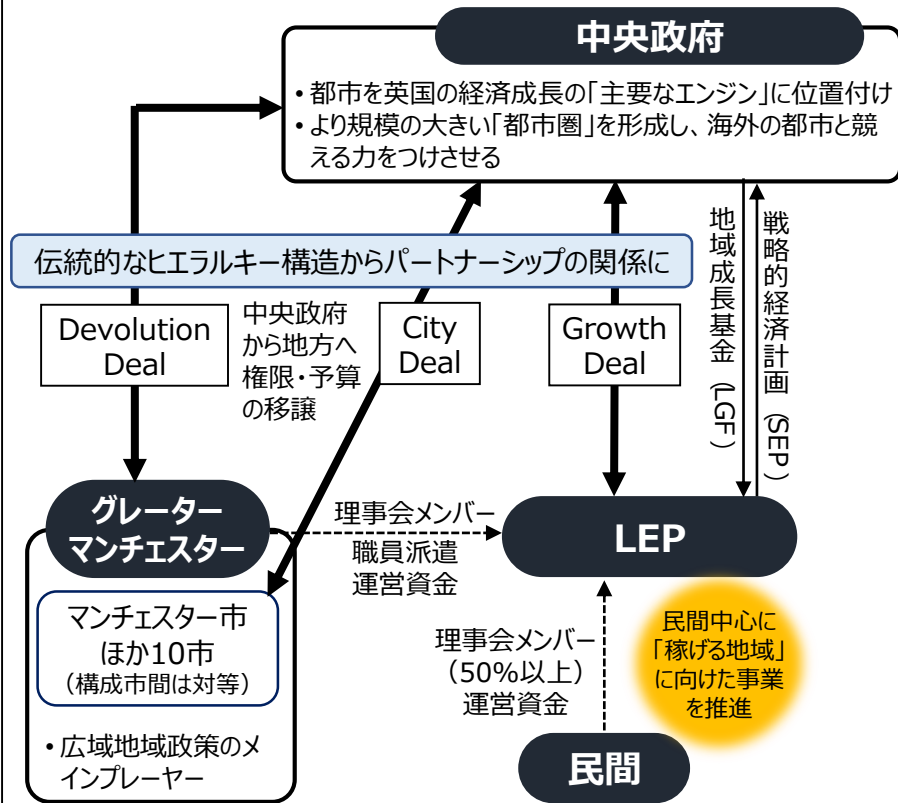 中央政府
・都市を英国の経済成長の「主要なエンジン」に位置付け
・より規模の大きい「都市圏」を形成し、海外の都市と競
える力をつけさせる
伝統的なヒエラルキー構造からパートナーシップの関係に
Devolution
Deal
中央政府
から地方へ
権限・予算
の移譲
City
Deal
Growth
Deal
地域成長基金（LGF）
戦略的経済計画（SEP）
グレーター
マンチェスター
マンチェスター市
ほか10市
（構成市間は対等）
・広域地域政策のメ
インプレーヤー
理事会メンバー
職員派遣
運営資金
LEP
理事会メンバー
（50%以上）
運営資金
民間中心に
「稼げる地域」
に向けた事業
を推進
民間